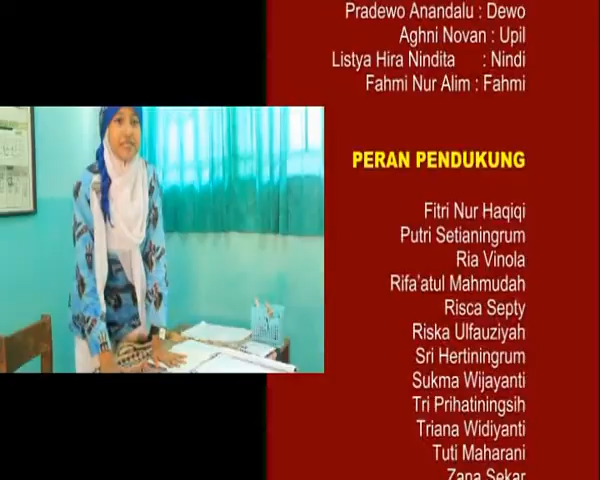 Pradewo Anandalu : Dewo
Aghni Novan : Upil
Listya Hira Nindita : Nindi
Fahmi Nur Alim : Fahmi
PERAN PENDUKUNG
Fitri Nur Haqiqi
Putri Setianingrum
Ria Vinola
Rifa'atul Mahmudah
Risca Septy
Riska Ulfauziyah
Sri Hertiningrum
Sukma Wijayanti
Tri Prihatiningsih
Triana Widiyanti
Tuti Maharani
Zana Sekar